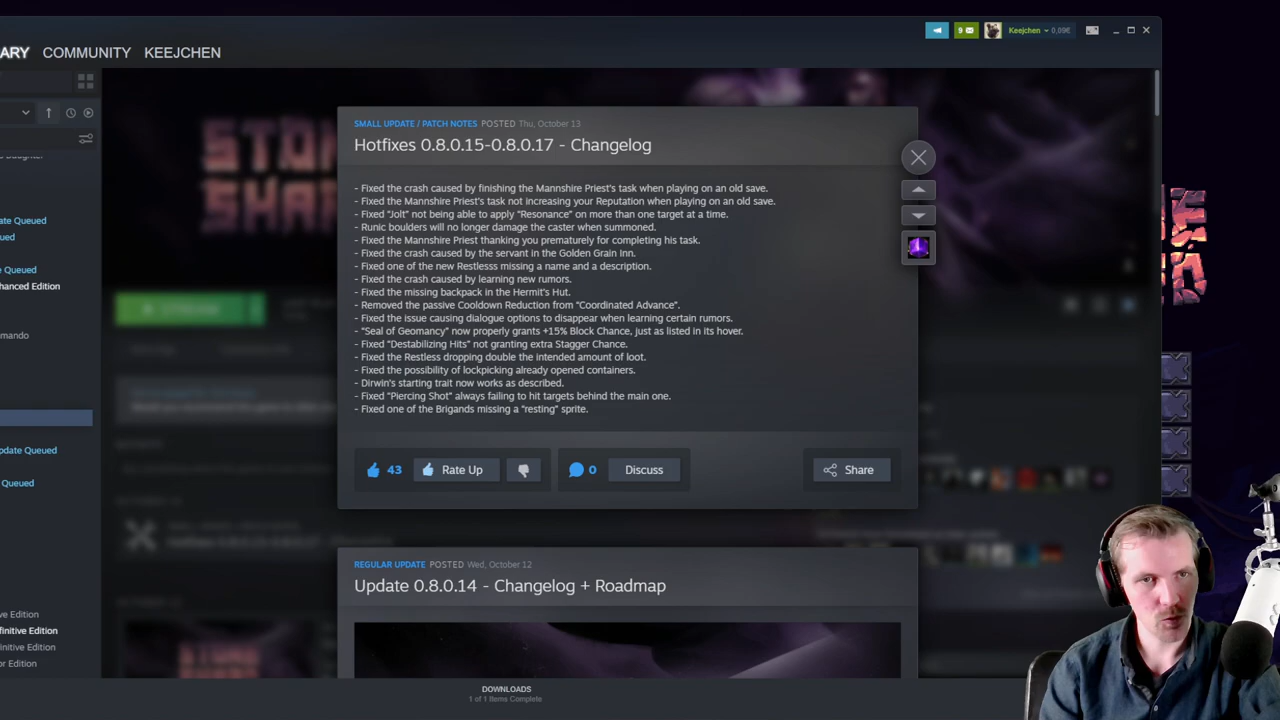 ARY COMMUNITY KEEJCHEN
9
Keejchen 0,09€
SMALL UPDATE / PATCH NOTES POSTED Thu, October 13
Hotfixes 0.8.0.15-0.8.0.17 - Changelog
- Fixed the crash caused by finishing the Mannshire Priest's task when playing on an old save.
- Fixed the Mannshire Priest's task not increasing your Reputation when playing on an old save.
- Fixed "Jolt" not being able to apply "Resonance" on more than one target at a time.
- Runic boulders will no longer damage the caster when summoned.
- Fixed the Mannshire Priest thanking you prematurely for completing his task.
- Fixed the crash caused by the servant in the Golden Grain Inn.
- Fixed one of the new Restlesss missing a name and a description.
- Fixed the crash caused by learning new rumors.
- Fixed the missing backpack in the Hermit's Hut.
- Removed the passive Cooldown Reduction from "Coordinated Advance".
- Fixed the issue causing dialogue options to disappear when learning certain rumors.
- "Seal of Geomancy" now properly grants +15% Block Chance, just as listed in its hover.
- Fixed "Destabilizing Hits" not granting extra Stagger Chance.
- Fixed the Restless dropping double the intended amount of loot.
- Fixed the possibility of lockpicking already opened containers.
- Dirwin's starting trait now works as described.
- Fixed "Piercing Shot" always failing to hit targets behind the main one.
- Fixed one of the Brigands missing a "resting" sprite.
43 Rate Up
0 Discuss
Share
REGULAR UPDATE POSTED Wed, October 12
Update 0.8.0.14 - Changelog + Roadmap
Daughter
ate Queued
ued
e Queued
hanced Edition
mando
pdate Queued
Queued
ve Edition
finitive Edition
finitive Edition
or Edition
DOWNLOADS
1 of 1 Items Complete